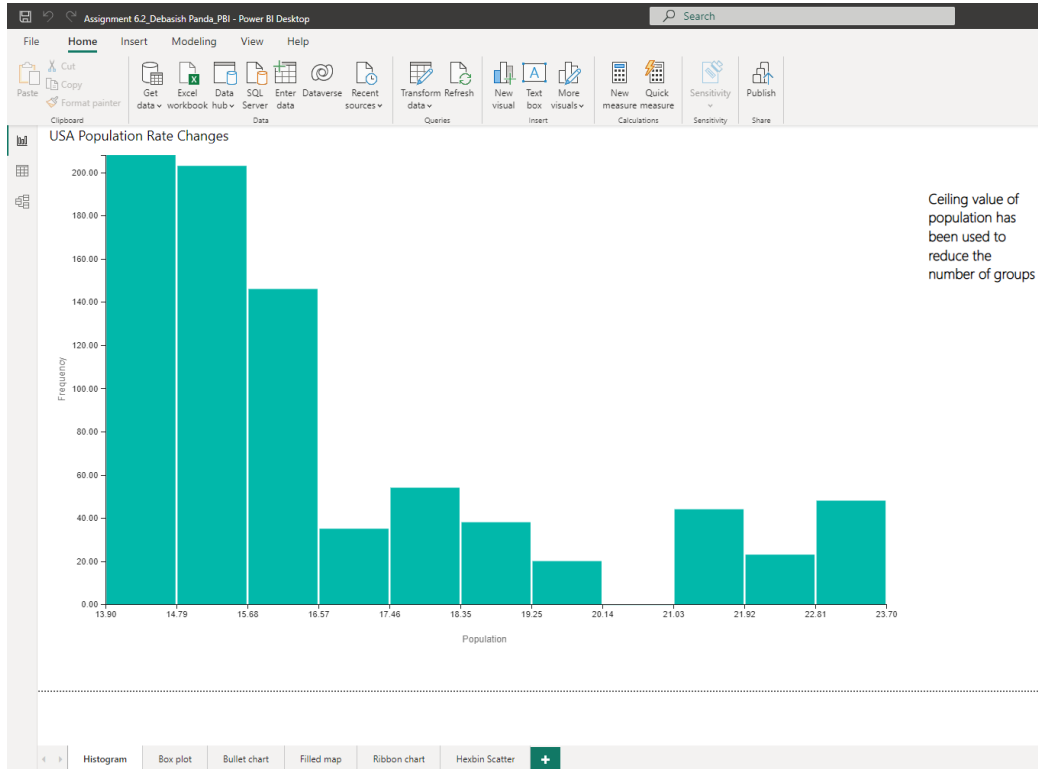 Assignment 6.2_Debasish Panda_PBI - Power BI Desktop
Search
File Home Insert Modeling View Help
Paste
Cut
Copy
Format painter
Clipboard
Get data
Excel workbook
Data hub
SQL Server
Enter data
Dataverse
Recent sources
Data
Transform data
Refresh
Queries
New visual
Text box
More visuals
Insert
New measure
Quick measure
Calculations
Sensitivity
Sensitivity
Publish
Share
USA Population Rate Changes
200.00
180.00
160.00
140.00
120.00
100.00
80.00
60.00
40.00
20.00
0.00
Frequency
13.90 14.79 15.68 16.57 17.46 18.35 19.25 20.14 21.03 21.92 22.81 23.70
Population
Ceiling value of
population has
been used to
reduce the
number of groups
Histogram Box plot Bullet chart Filled map Ribbon chart Hexbin Scatter +